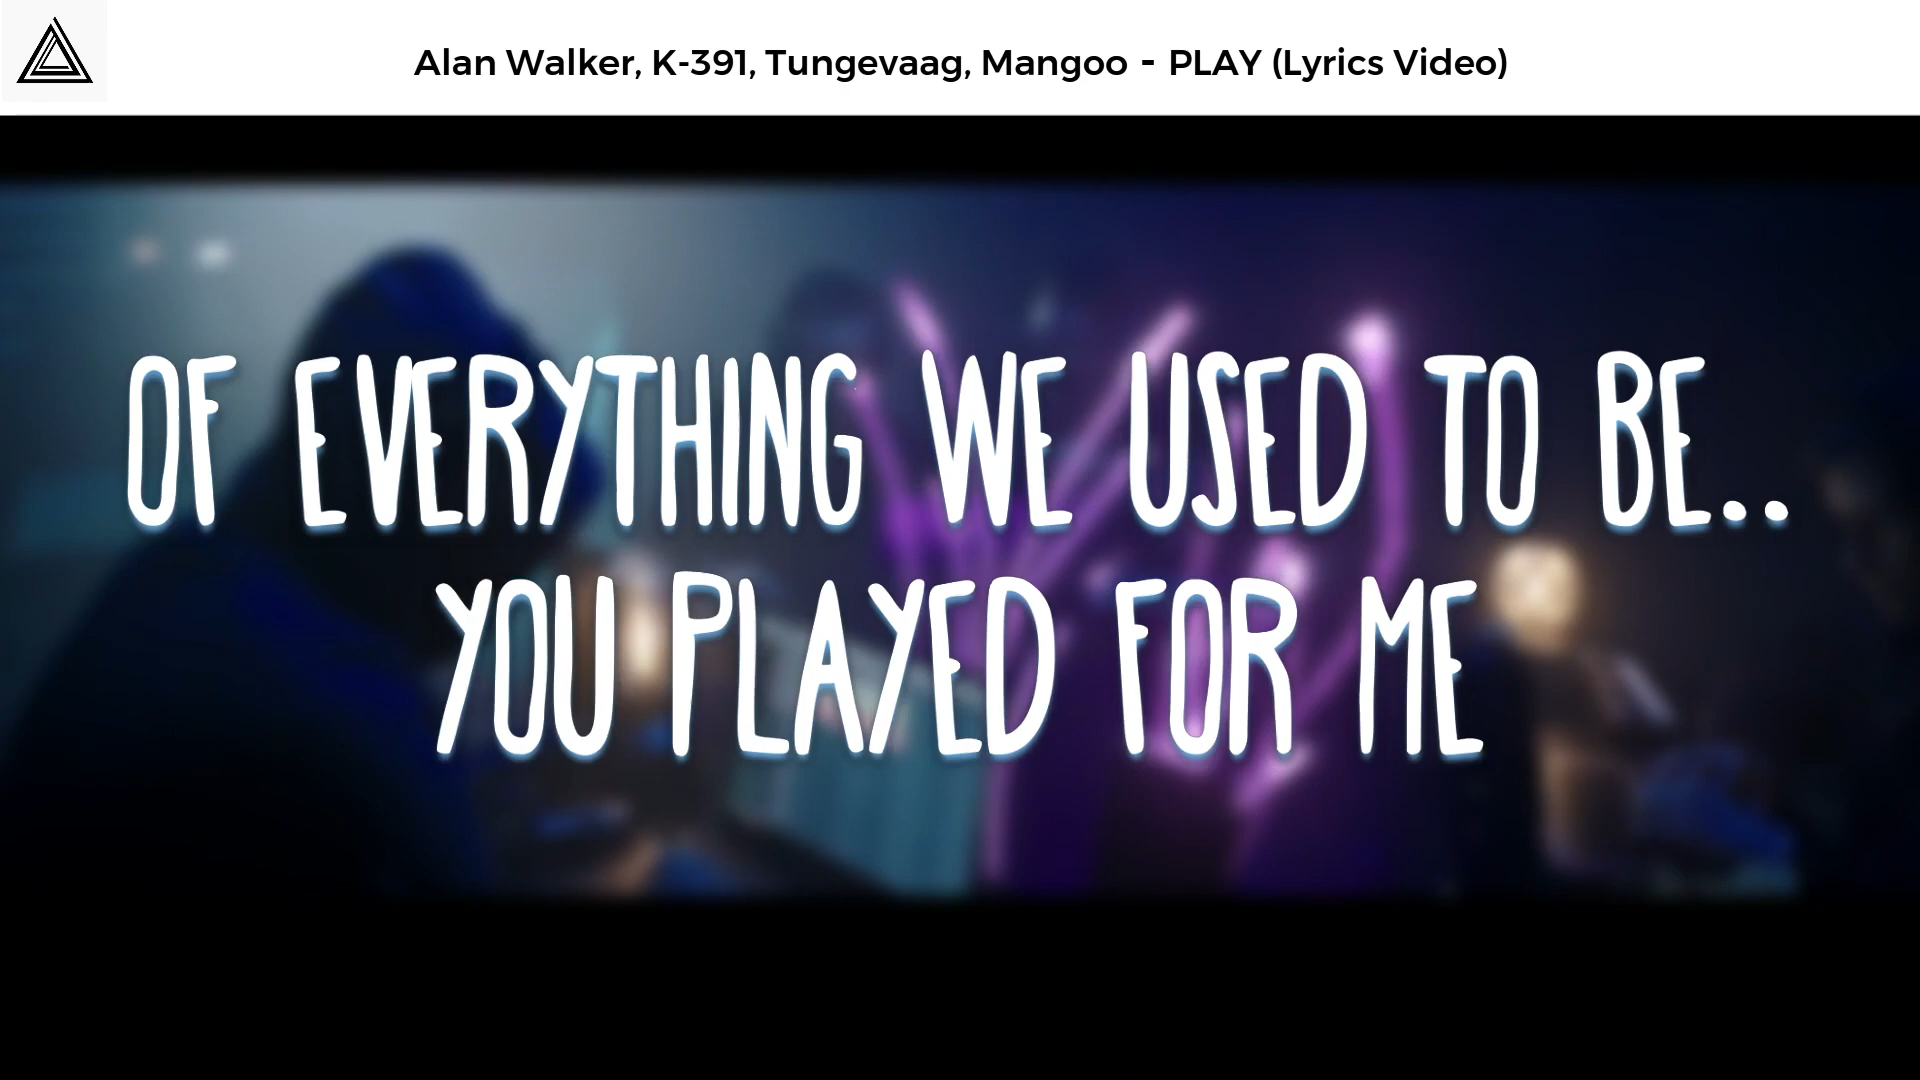 Alan Walker, K-391, Tungevaag, Mangoo - PLAY (Lyrics Video)
OF EVERYTHING WE USED TO BE..
YOU PLAYED FOR ME